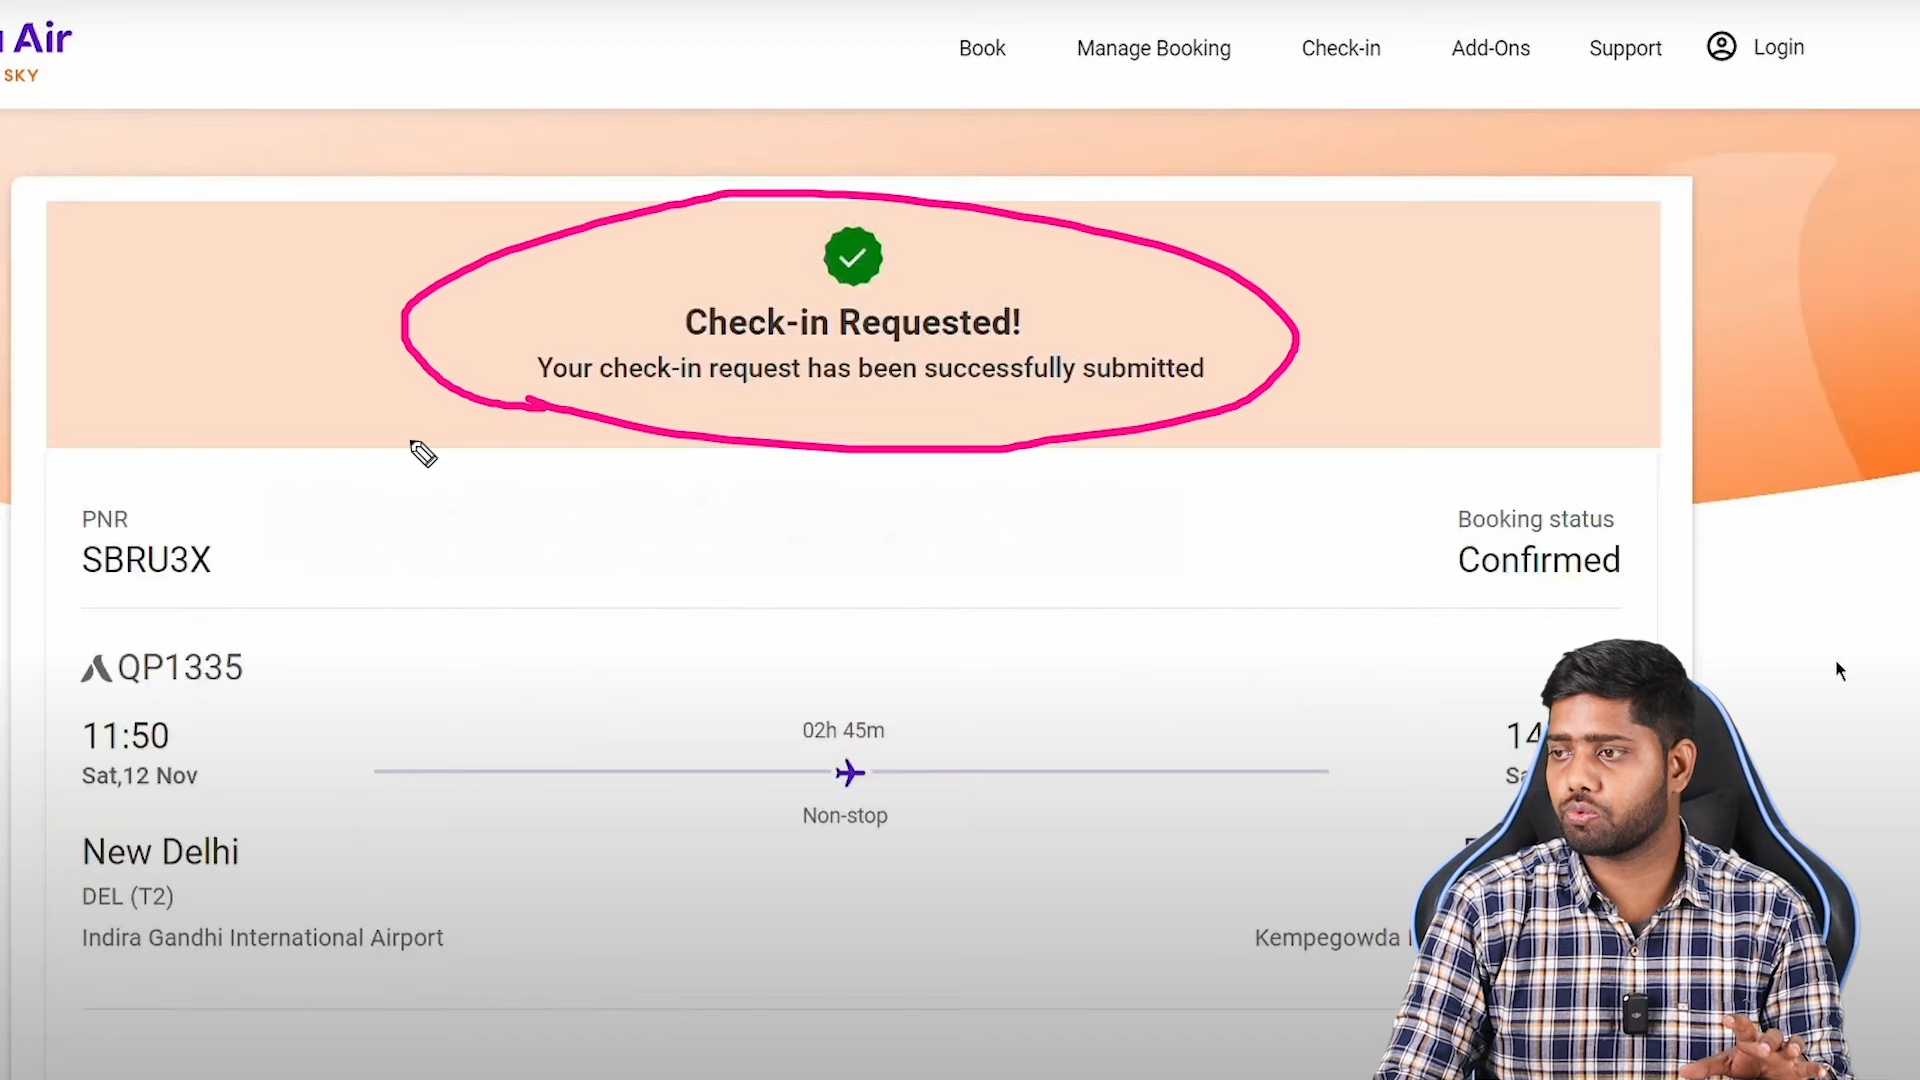 Air
SKY
Book
Manage Booking
Check-in
Add-Ons
Support
Login
Check-in Requested!
Your check-in request has been successfully submitted
PNR
SBRU3X
Booking status
Confirmed
QP1335
11:50
Sat,12 Nov
02h 45m
Non-stop
14
New Delhi
DEL (T2)
Indira Gandhi International Airport
Kempegowda